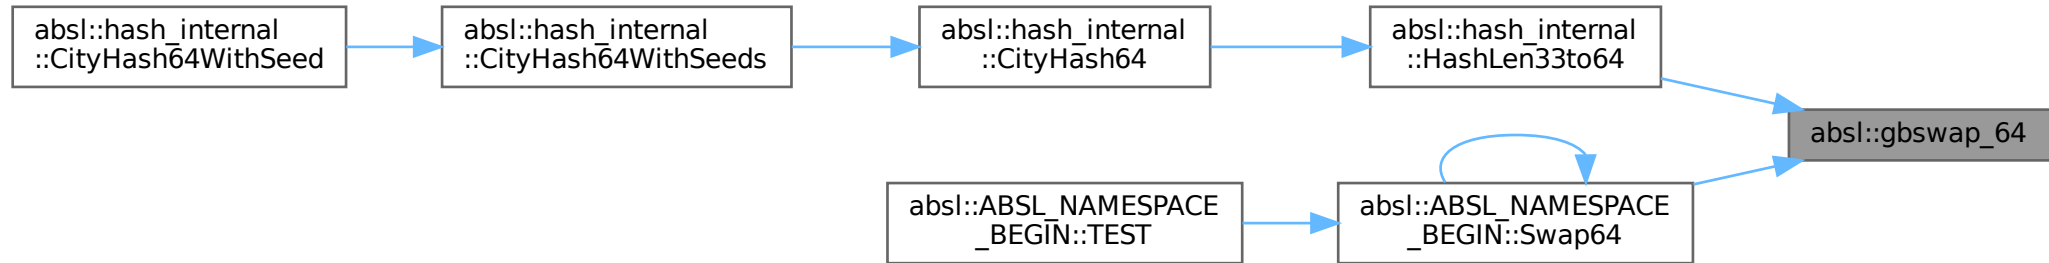 absl::hash_internal
::CityHash64WithSeed
absl::hash_internal
::CityHash64WithSeeds
absl::hash_internal
::CityHash64
absl::hash_internal
::HashLen33to64
absl::gbswap_64
absl::ABSL_NAMESPACE
_BEGIN::TEST
absl::ABSL_NAMESPACE
_BEGIN::Swap64